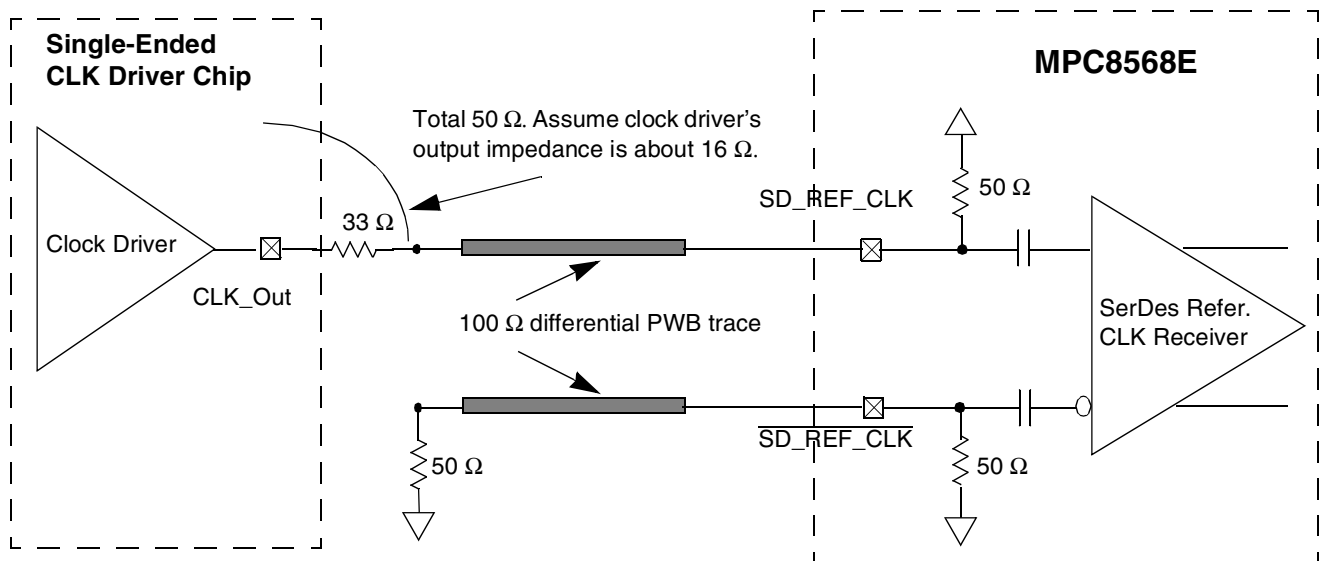 Single-Ended
CLK Driver Chip
MPC8568E
Total 50 Ω. Assume clock driver's
output impedance is about 16 Ω.
SD_REF_CLK
50 Ω
33 Ω
Clock Driver
CLK_Out
100 Ω differential PWB trace
SerDes Refer.
CLK Receiver
SD_REF_CLK
50 Ω
50 Ω